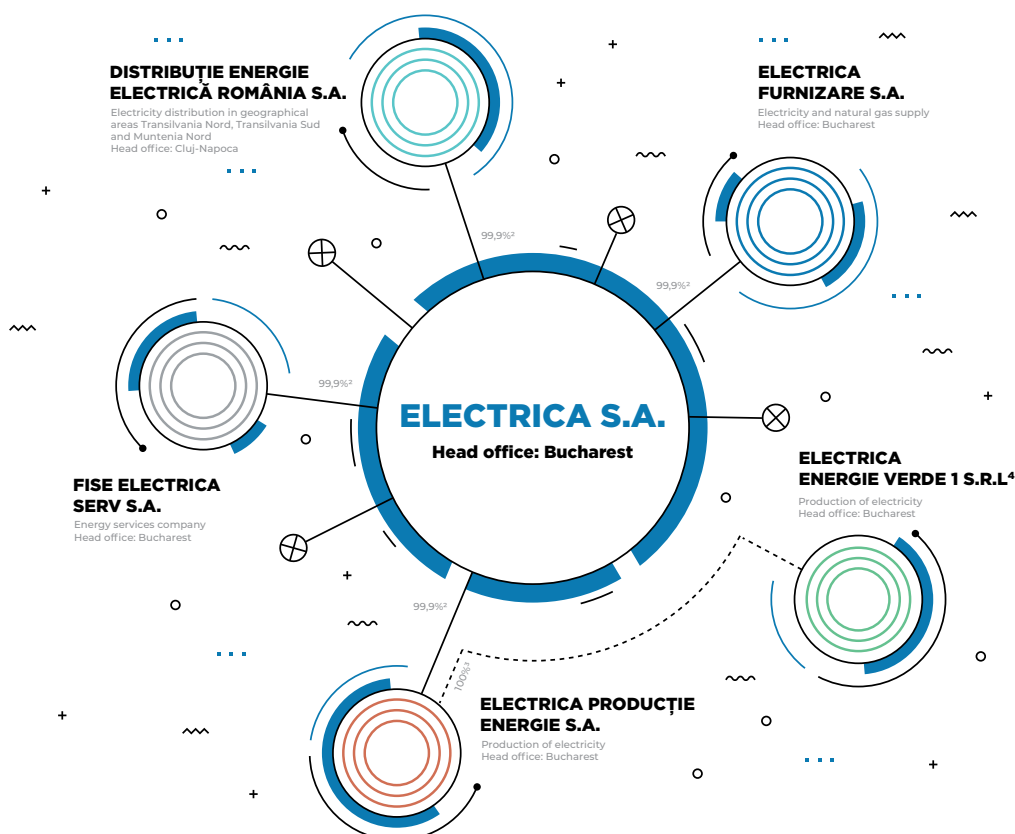 DISTRIBUȚIE ENERGIE
ELECTRICĂ ROMÂNIA S.A.
Electricity distribution in geographical
areas Transilvania Nord, Transilvania Sud
and Muntenia Nord
Head office: Cluj-Napoca
ELECTRICA
FURNIZARE S.A.
Electricity and natural gas supply
Head office: Bucharest
99,9%²
99,9%²
99,9%²
ELECTRICA S.A.
Head office: Bucharest
FISE ELECTRICA
SERV S.A.
Energy services company
Head office: Bucharest
ELECTRICA
ENERGIE VERDE 1 S.R.L⁴
Production of electricity
Head office: Bucharest
99,9%²
100%³
ELECTRICA PRODUCȚIE
ENERGIE S.A.
Production of electricity
Head office: Bucharest